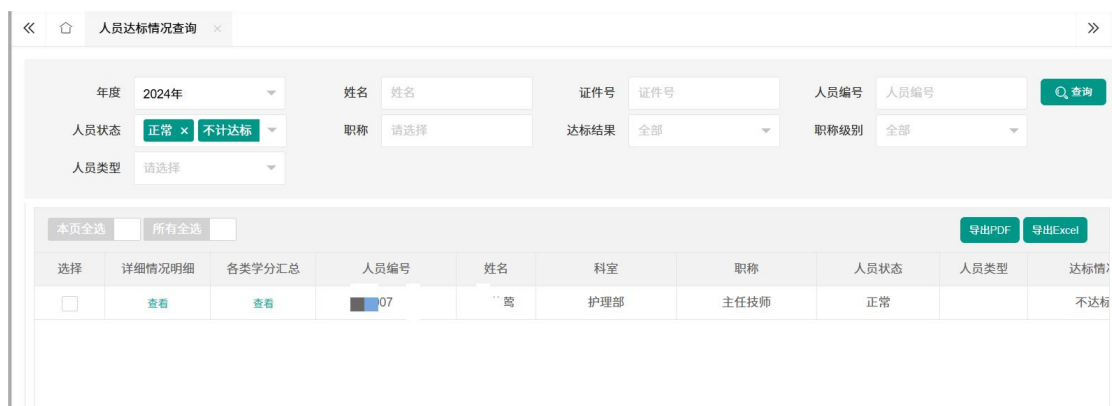 人员达标情况查询
年度 2024年 姓名 姓名 证件号 证件号 人员编号 人员编号 查询
人员状态 正常 × 不计达标 职称 请选择 达标结果 全部 职称级别 全部
人员类型 请选择
本页全选 所有全选 导出PDF 导出Excel
选择 详细情况明细 各类学分汇总 人员编号 姓名 科室 职称 人员状态 人员类型 达标情
查看 查看 07 莺 护理部 主任技师 正常 不达标